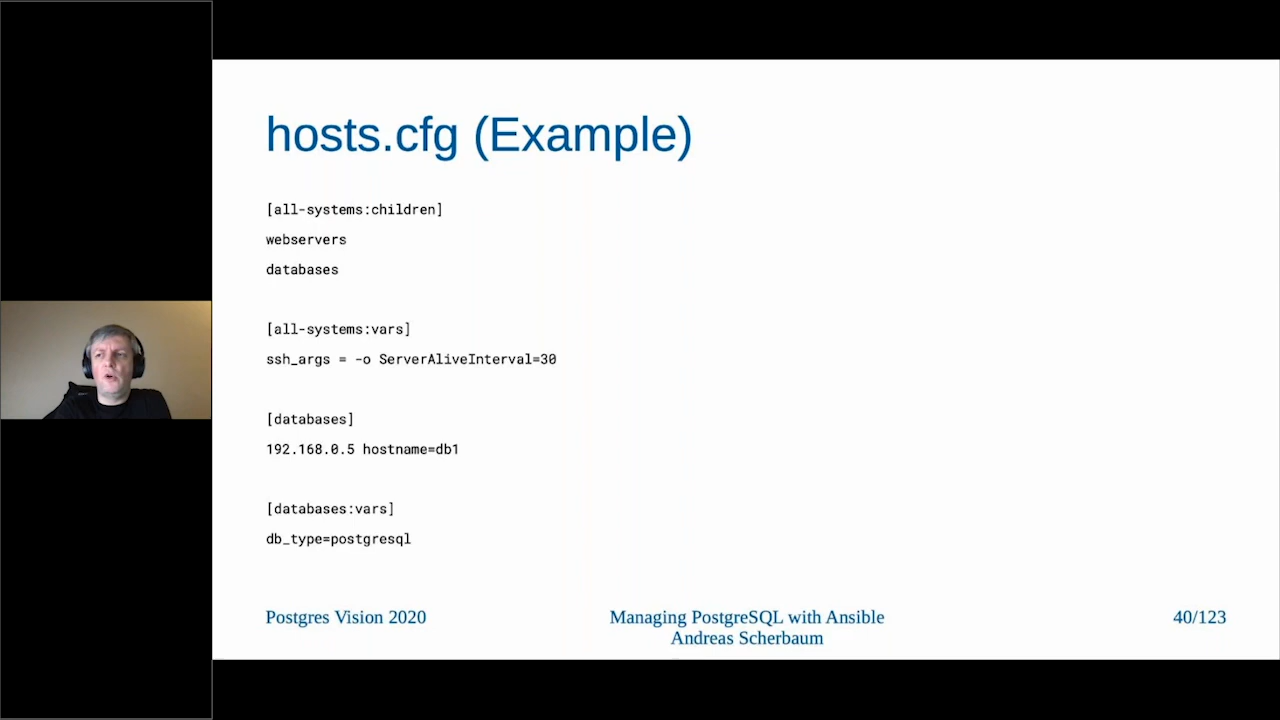 hosts.cfg (Example)
[all-systems:children]
webservers
databases
[all-systems:vars]
ssh_args = -o ServerAliveInterval=30
[databases]
192.168.0.5 hostname=db1
[databases:vars]
db_type=postgresql
Postgres Vision 2020
Managing PostgreSQL with Ansible
Andreas Scherbaum
40/123